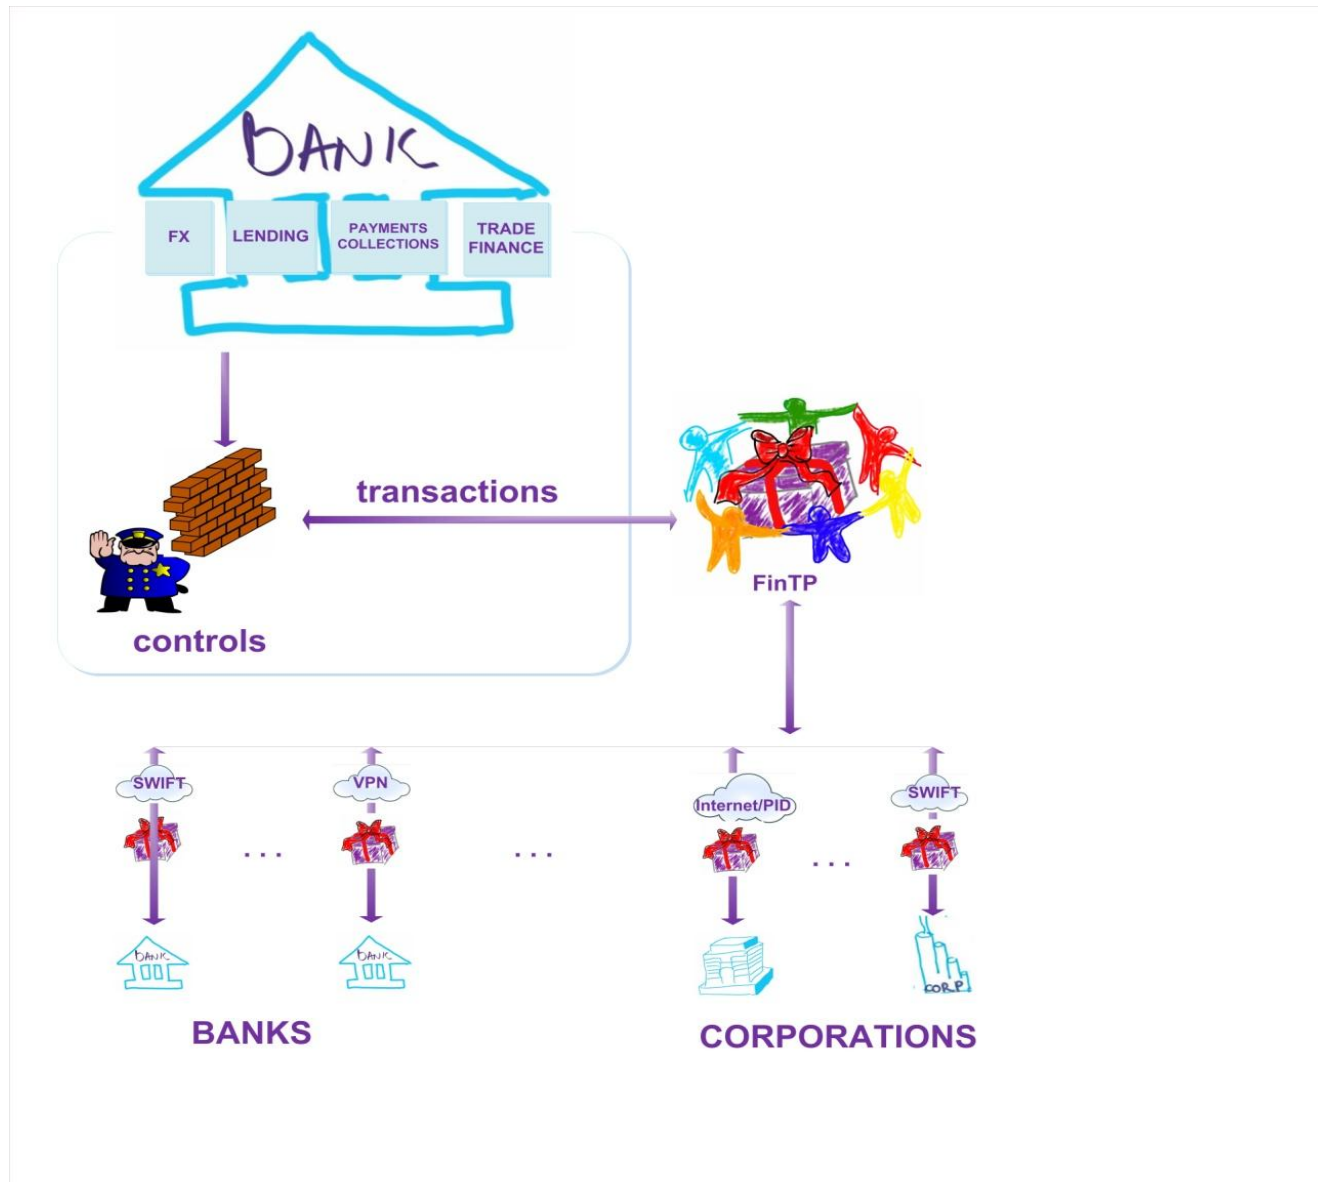 BANK
FX
LENDING
PAYMENTS
COLLECTIONS
TRADE
FINANCE
transactions
FinTP
controls
SWIFT
VPN
Internet/PID
SWIFT
. . .
. . .
. . .
BANK
BANK
CORP
BANKS
CORPORATIONS